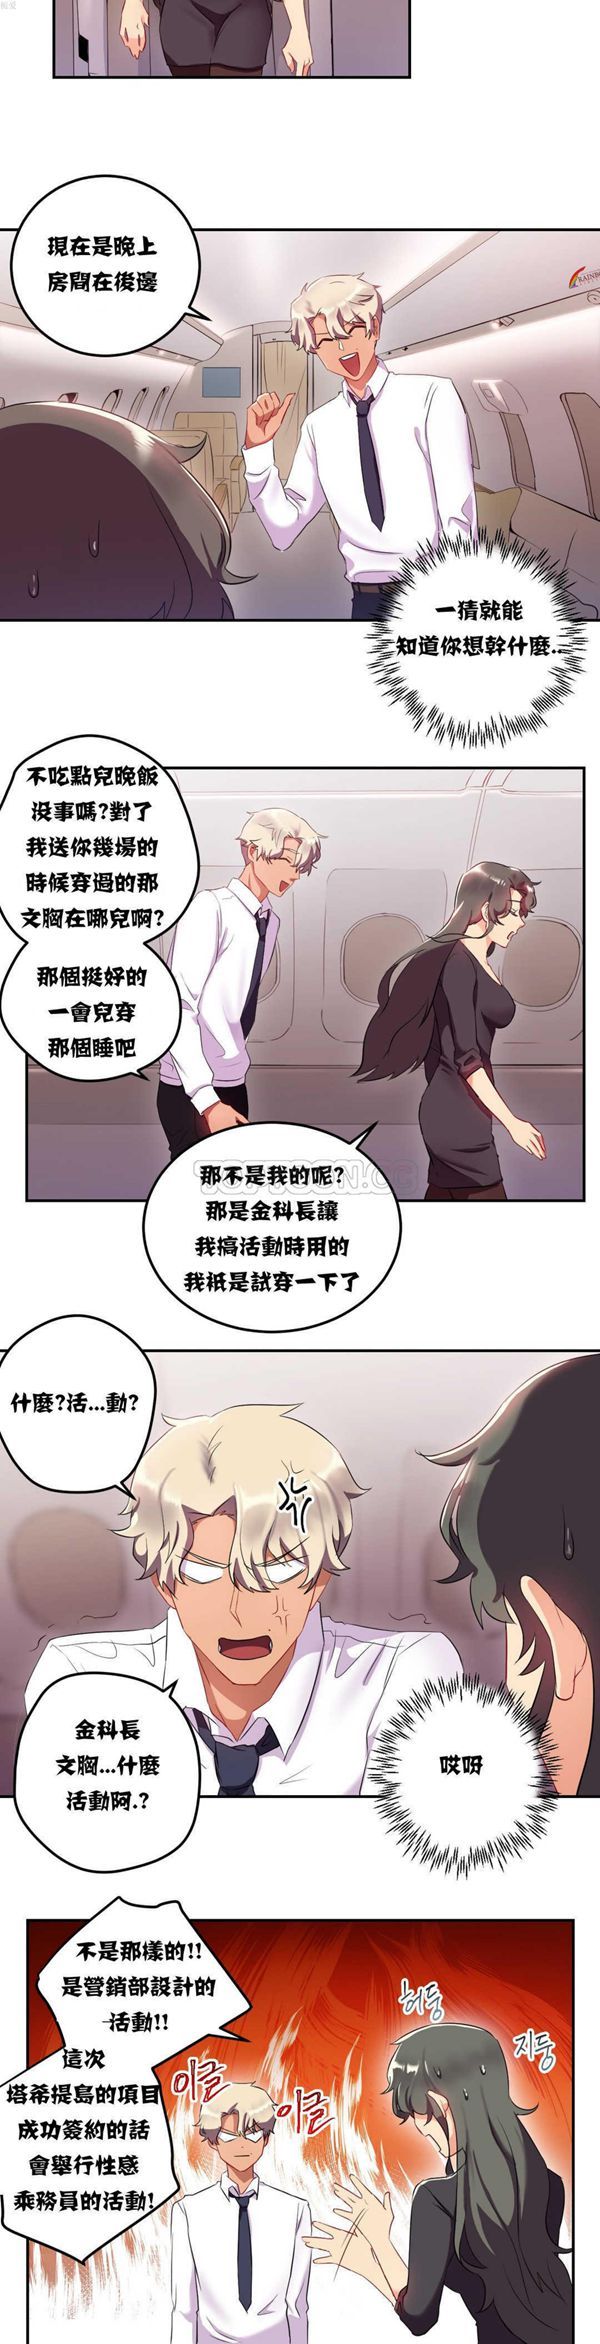 現在是晚上
房間在後邊
RAINBO
一猜就能
知道你想幹什麼..
不吃點兒晚飯
没事嗎?對了
我送你幾場的
時候穿過的那
文胸在哪兒啊?
那個挺好的
一會兒穿
那個睡吧
TOPTOON.CC
那不是我的呢?
那是金科長讓
我搞活動時用的
我祇是試穿一下了
什麼?活...動?
金科長
文胸...什麼
活動阿.?
哎呀
不是那樣的!!
是營銷部設計的
活動!!
這次
塔希提島的項目
成功簽約的話
會舉行性感
乘務員的活動!
허둥
지둥
이글
이글